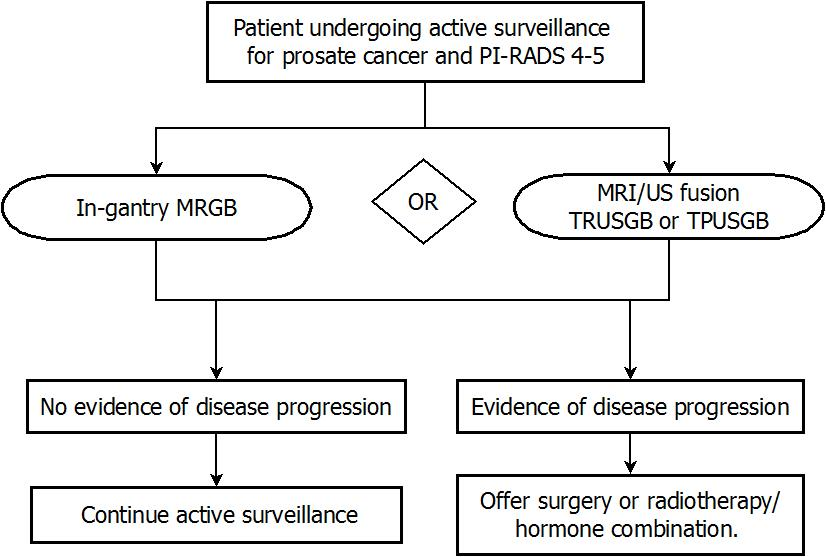 Patient undergoing active surveillance
for prosate cancer and PI-RADS 4-5
In-gantry MRGB
OR
MRI/US fusion
TRUSGB or TPUSGB
No evidence of disease progression
Evidence of disease progression
Continue active surveillance
Offer surgery or radiotherapy/
hormone combination.